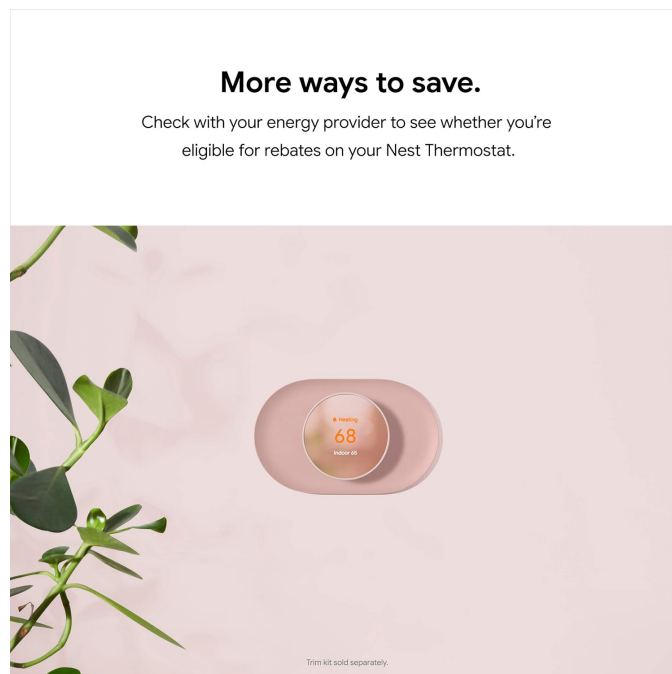 More ways to save.
Check with your energy provider to see whether you’re
eligible for rebates on your Nest Thermostat.
Heating
68
Indoor 68
Trim kit sold separately.